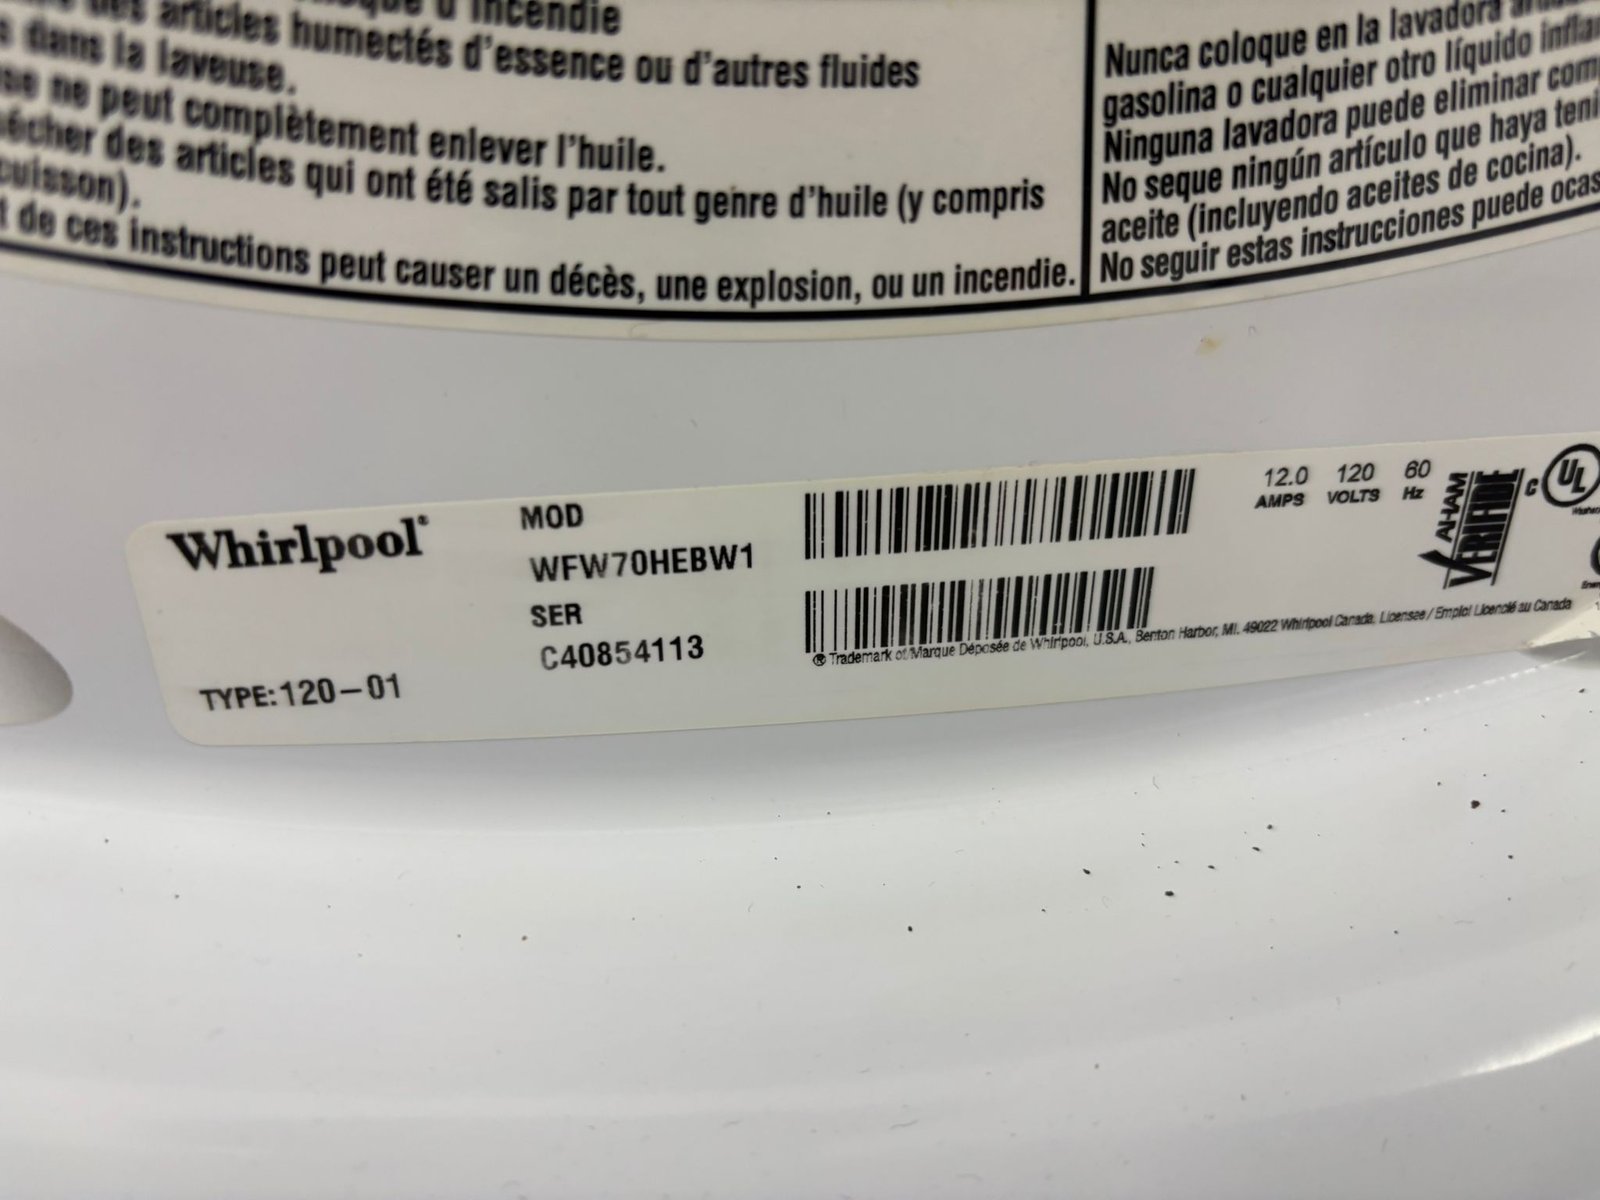 d'incendie
des articles humectés d'essence ou d'autres fluides
dans la laveuse.
ne peut complètement enlever l'huile.
des articles qui ont été salis par tout genre d'huile (y compris
cuisson).
de ces instructions peut causer un décès, une explosion, ou un incendie.
Nunca coloque en la lavadora
gasolina o cualquier otro líquido
Ninguna lavadora puede eliminar
No seque ningún artículo que haya
aceite (incluyendo aceites de cocina).
No seguir estas instrucciones puede
Whirlpool®
MOD
WFW70HEBW1
SER
C40854113
TYPE:120-01
12.0 AMPS
120 VOLTS
60 Hz
AHAM
VERIFIDE
C UL
® Trademark of/Marque Déposée de Whirlpool, U.S.A., Benton Harbor, MI. 49022 Whirlpool Canada, Licensee/Emploi Licencié au Canada